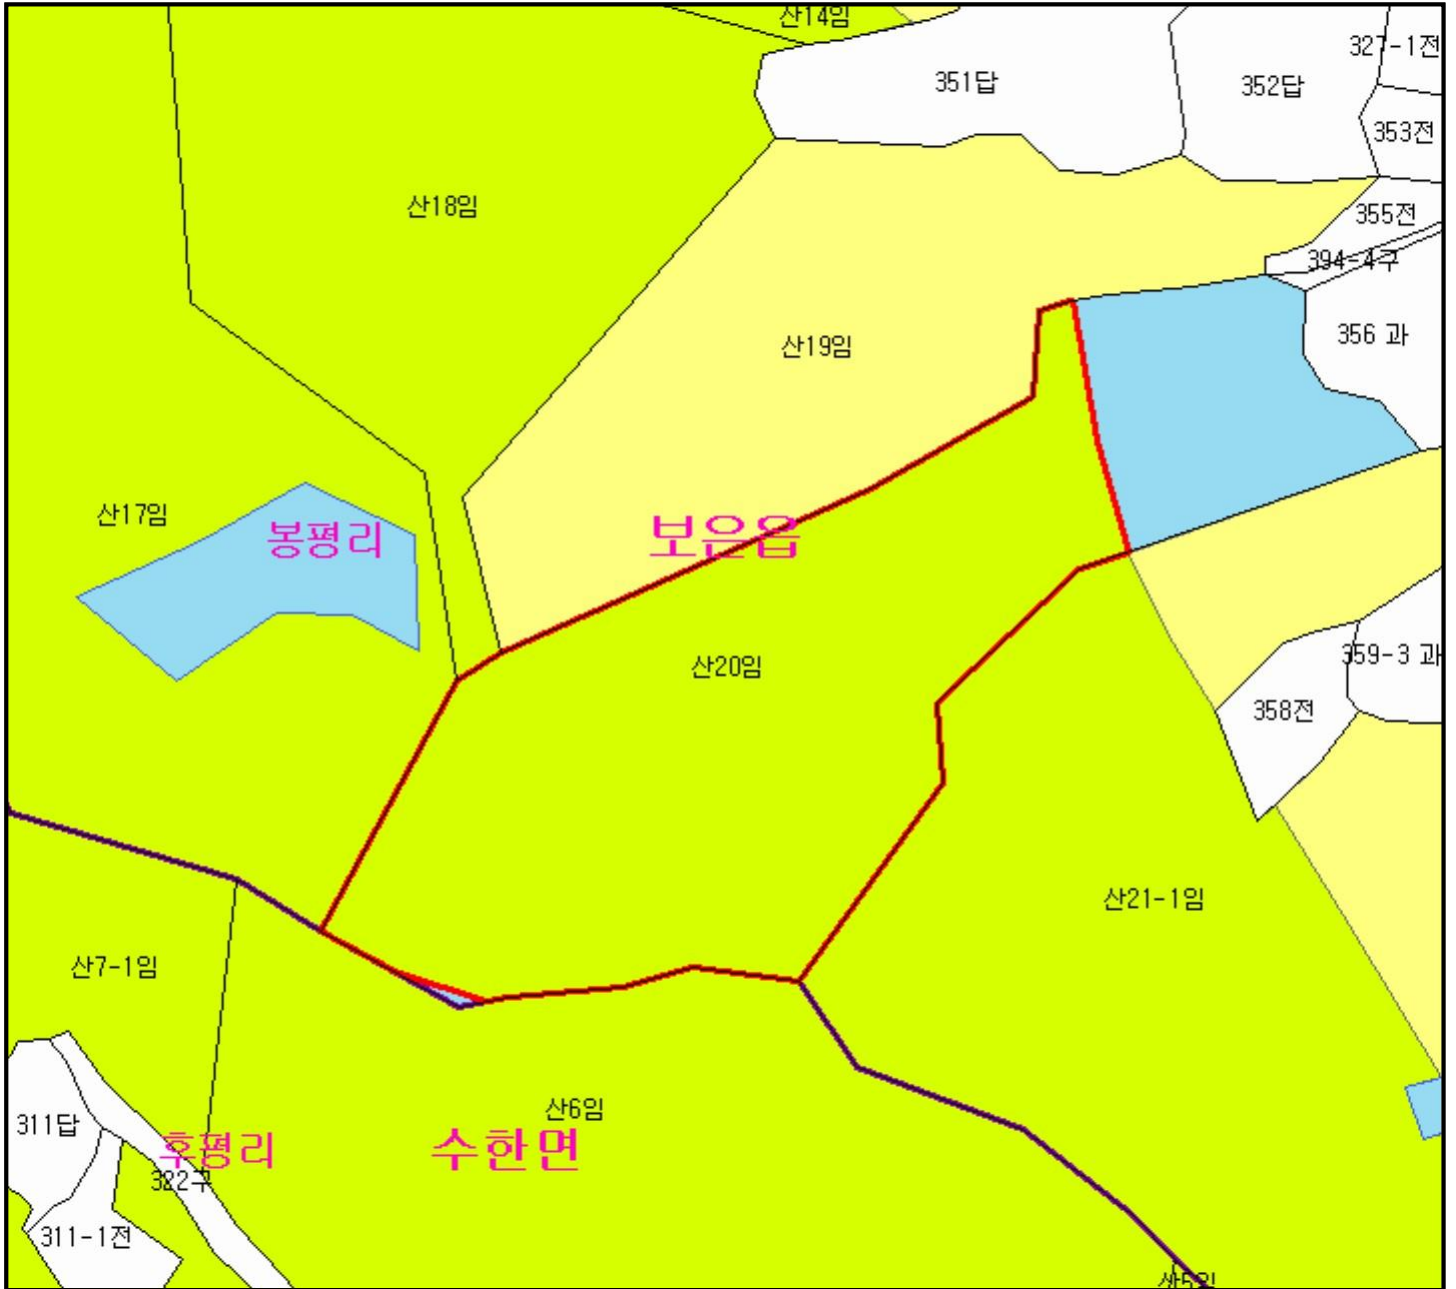 산14임
327-1전
351답
352답
353전
산18임
355전
394-4구
356 과
산19임
산17임
봉평리
보은읍
산20임
359-3 과
358전
산21-1임
산7-1임
산6임
311답
후평리
수한면
322구
311-1전
산5임